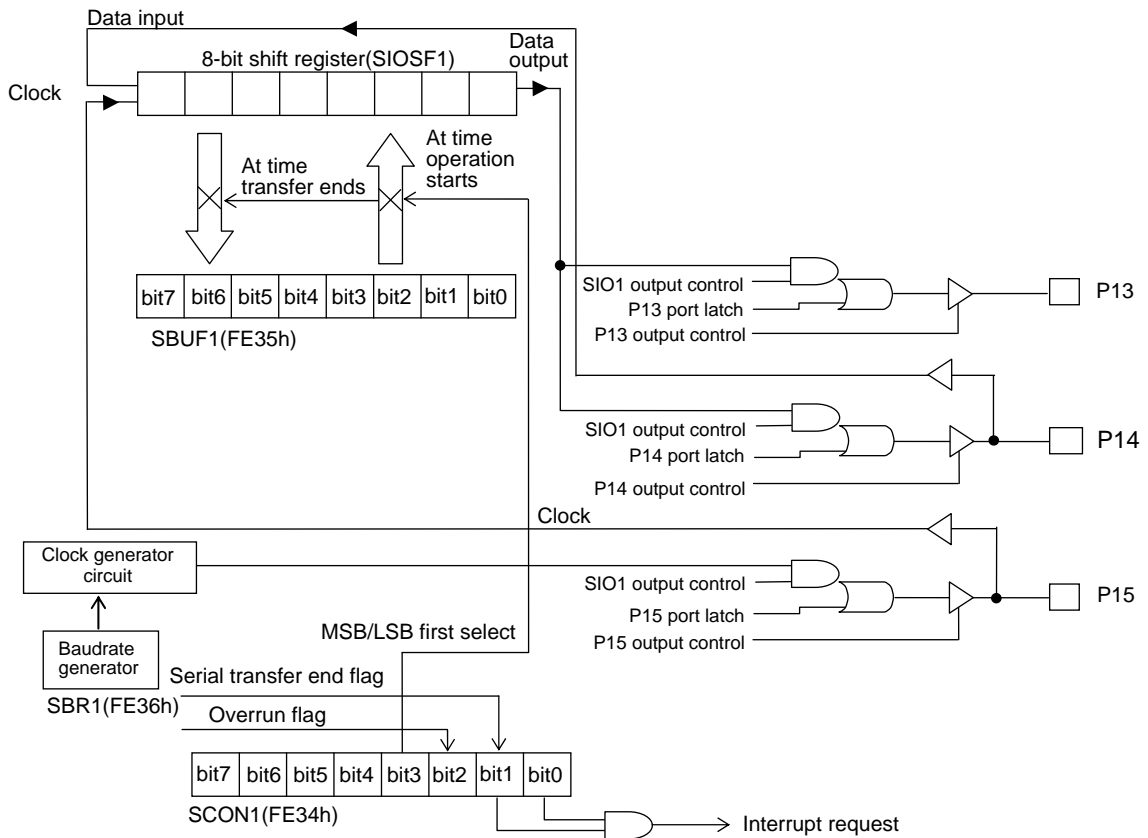 Data input
8-bit shift register(SIOSF1)
Data
output
Clock
At time
operation
starts
At time
transfer ends
bit7 bit6 bit5 bit4 bit3 bit2 bit1 bit0
SBUF1(FE35h)
SIO1 output control
P13 port latch
P13 output control
P13
SIO1 output control
P14 port latch
P14 output control
P14
Clock
Clock generator
circuit
SIO1 output control
P15 port latch
P15 output control
P15
MSB/LSB first select
Baudrate
generator
SBR1(FE36h)
Serial transfer end flag
Overrun flag
bit7 bit6 bit5 bit4 bit3 bit2 bit1 bit0
SCON1(FE34h)
Interrupt request